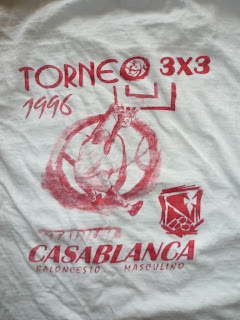 TORNEO 3X3
1996
CASABLANCA
BALONCESTO MASCULINO